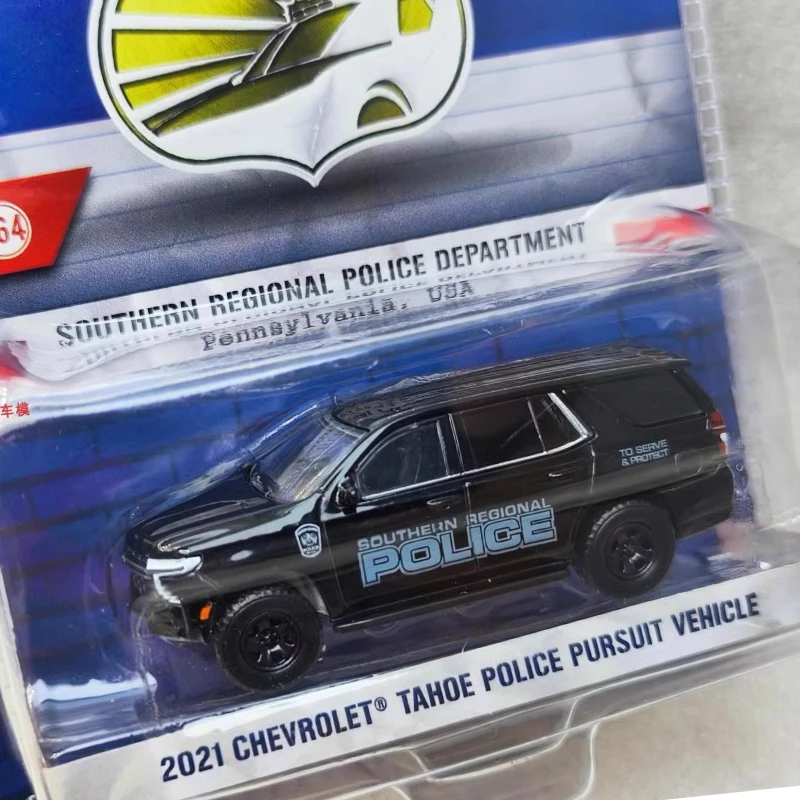 64
SOUTHERN REGIONAL POLICE DEPARTMENT
Pennsylvania, USA
车模
TO SERVE
& PROTECT
SOUTHERN REGIONAL
POLICE
2021 CHEVROLET® TAHOE POLICE PURSUIT VEHICLE